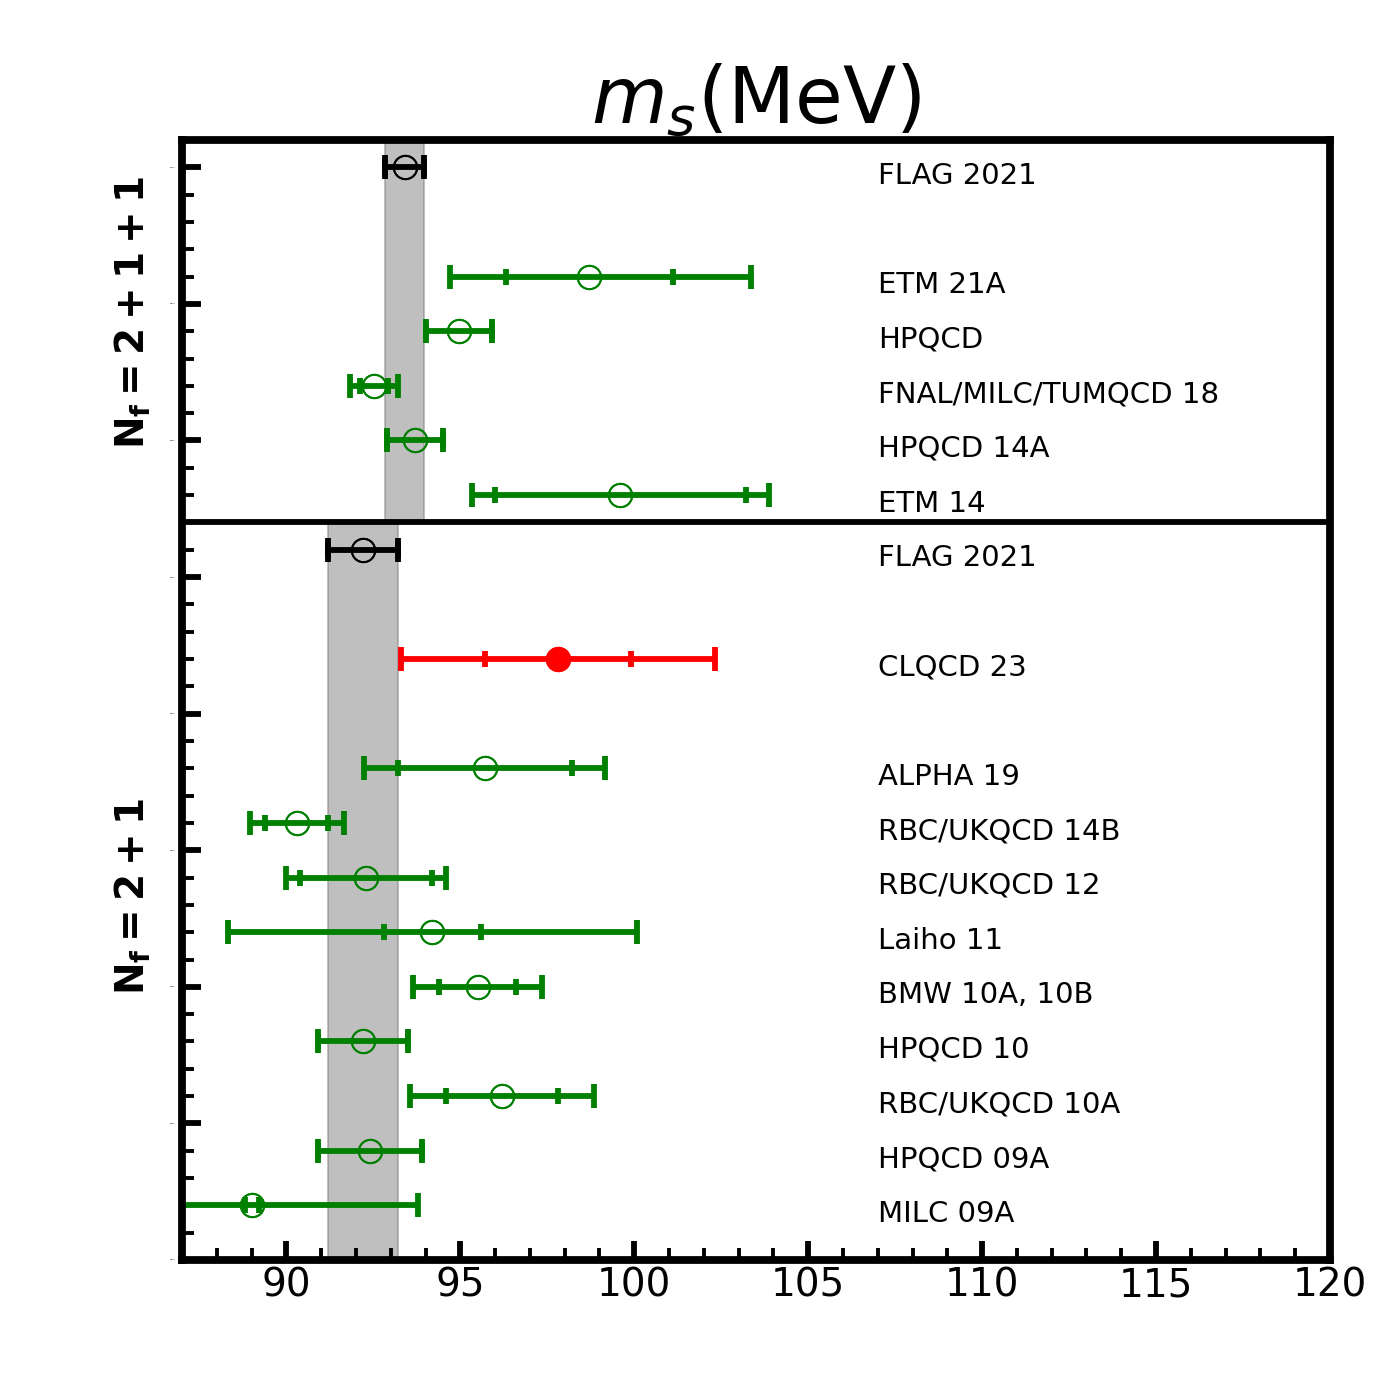 m_s(MeV)
N_f = 2 + 1 + 1
FLAG 2021
ETM 21A
HPQCD
FNAL/MILC/TUMQCD 18
HPQCD 14A
ETM 14
N_f = 2 + 1
FLAG 2021
CLQCD 23
ALPHA 19
RBC/UKQCD 14B
RBC/UKQCD 12
Laiho 11
BMW 10A, 10B
HPQCD 10
RBC/UKQCD 10A
HPQCD 09A
MILC 09A
90 95 100 105 110 115 120